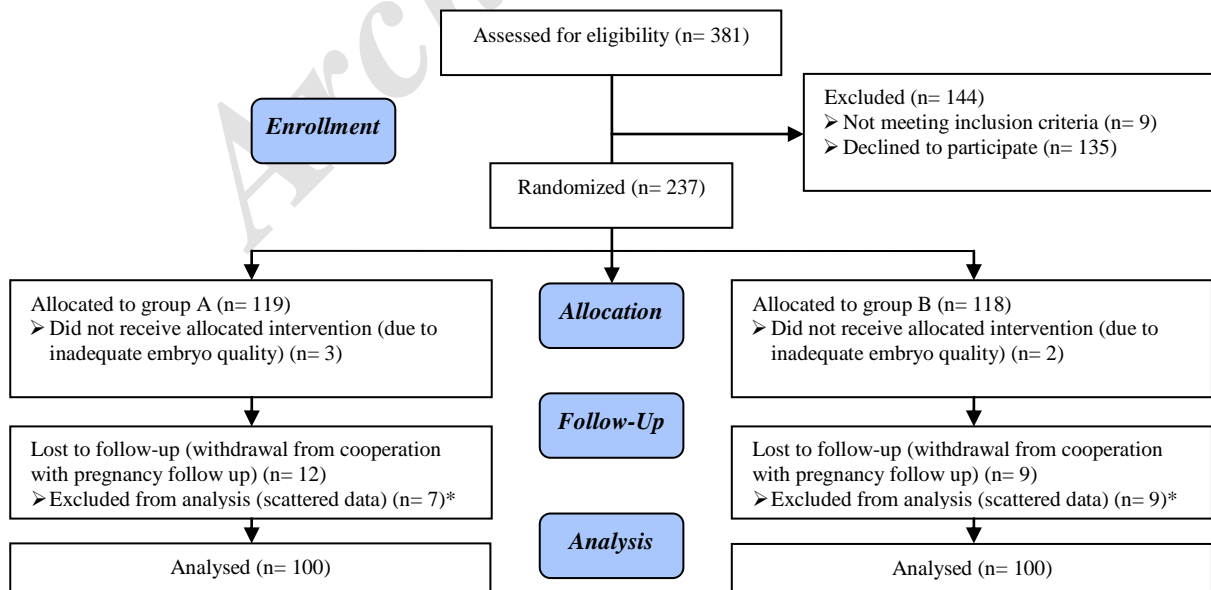 Assessed for eligibility (n= 381)
Enrollment
Excluded (n= 144)
➢ Not meeting inclusion criteria (n= 9)
➢ Declined to participate (n= 135)
Randomized (n= 237)
Allocated to group A (n= 119)
➢ Did not receive allocated intervention (due to
inadequate embryo quality) (n= 3)
Allocation
Allocated to group B (n= 118)
➢ Did not receive allocated intervention (due to
inadequate embryo quality) (n= 2)
Follow-Up
Lost to follow-up (withdrawal from cooperation
with pregnancy follow up) (n= 12)
➢ Excluded from analysis (scattered data) (n= 7)*
Lost to follow-up (withdrawal from cooperation
with pregnancy follow up) (n= 9)
➢ Excluded from analysis (scattered data) (n= 9)*
Analysis
Analysed (n= 100)
Analysed (n= 100)